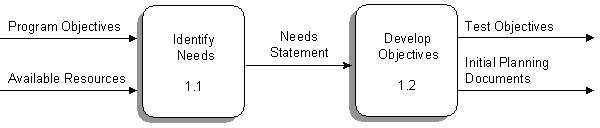 Program Objectives
Available Resources
Identify
Needs
1.1
Needs
Statement
Develop
Objectives
1.2
Test Objectives
Initial Planning
Documents